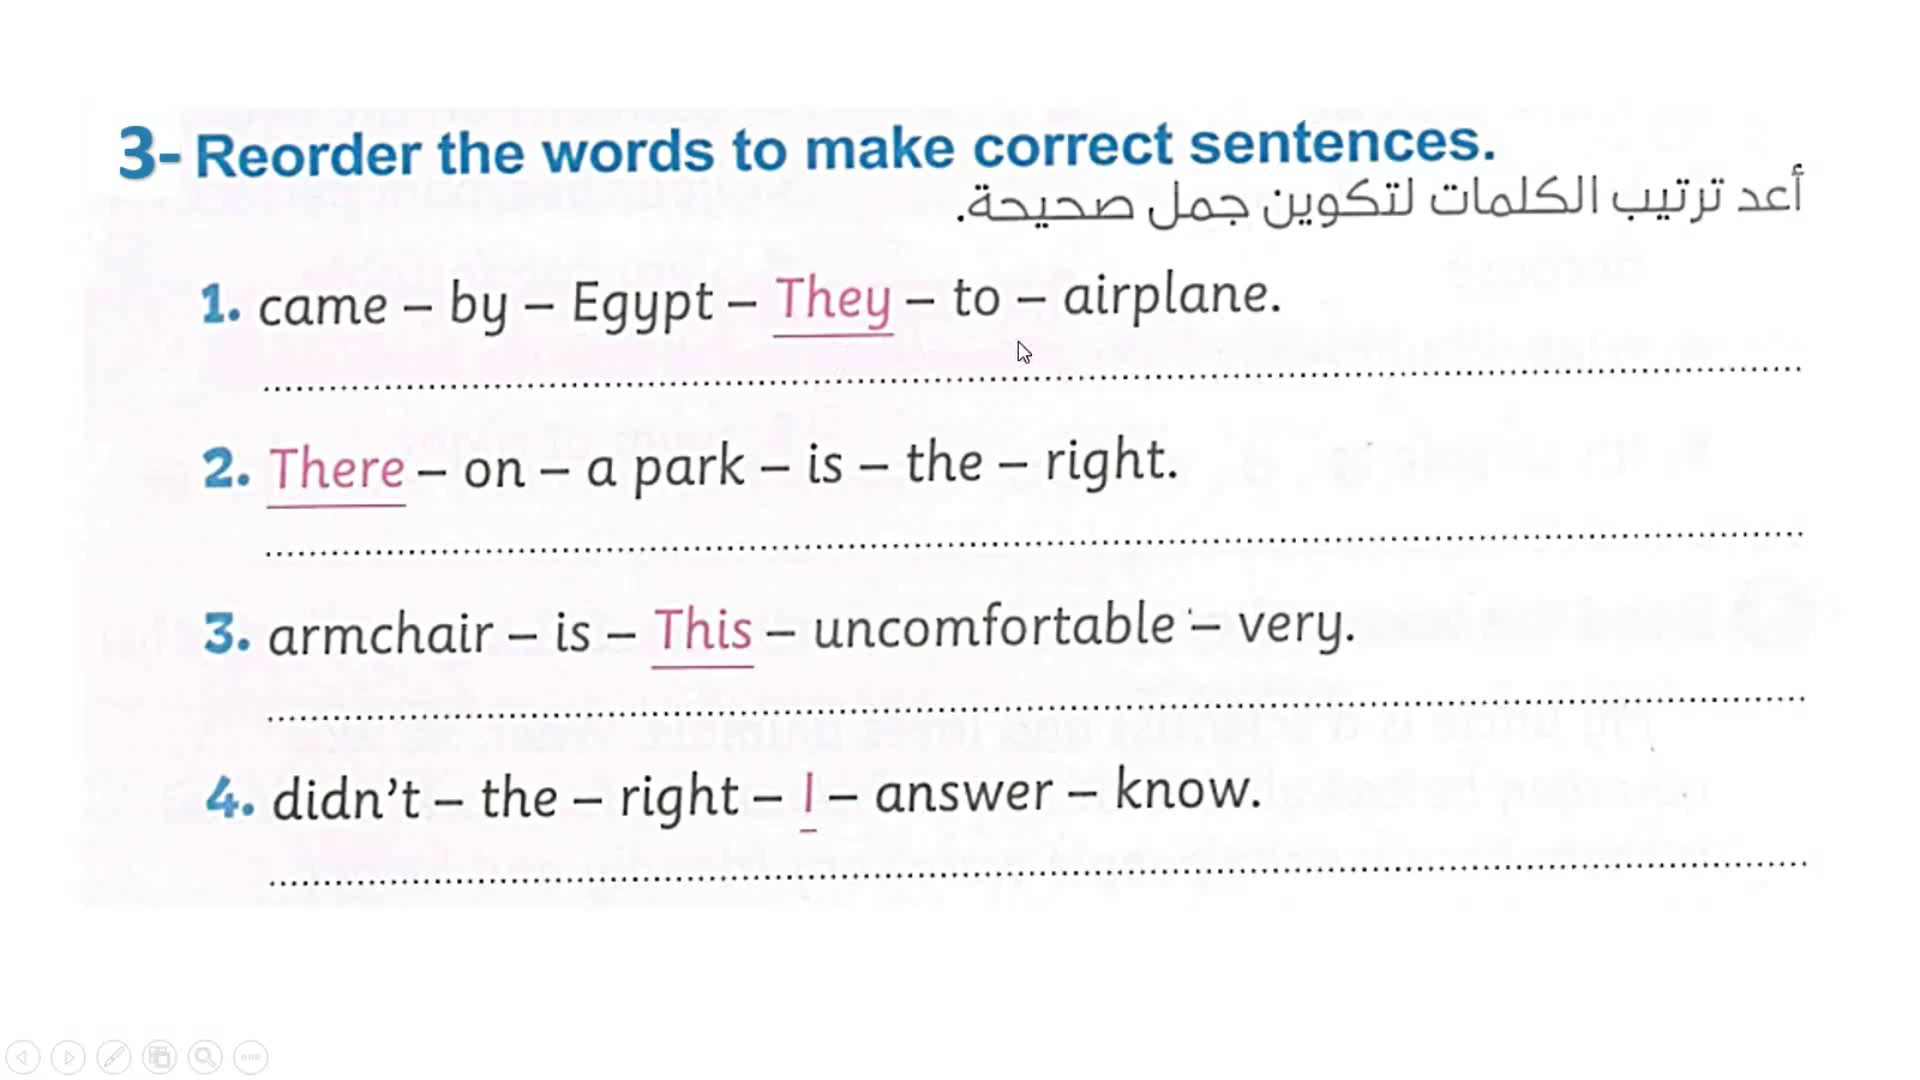 3- Reorder the words to make correct sentences.
أعد ترتيب الكلمات لتكوين جمل صحيحة.
1. came – by – Egypt – They – to – airplane.
2. There – on – a park – is – the – right.
3. armchair – is – This – uncomfortable – very.
4. didn't – the – right – I – answer – know.